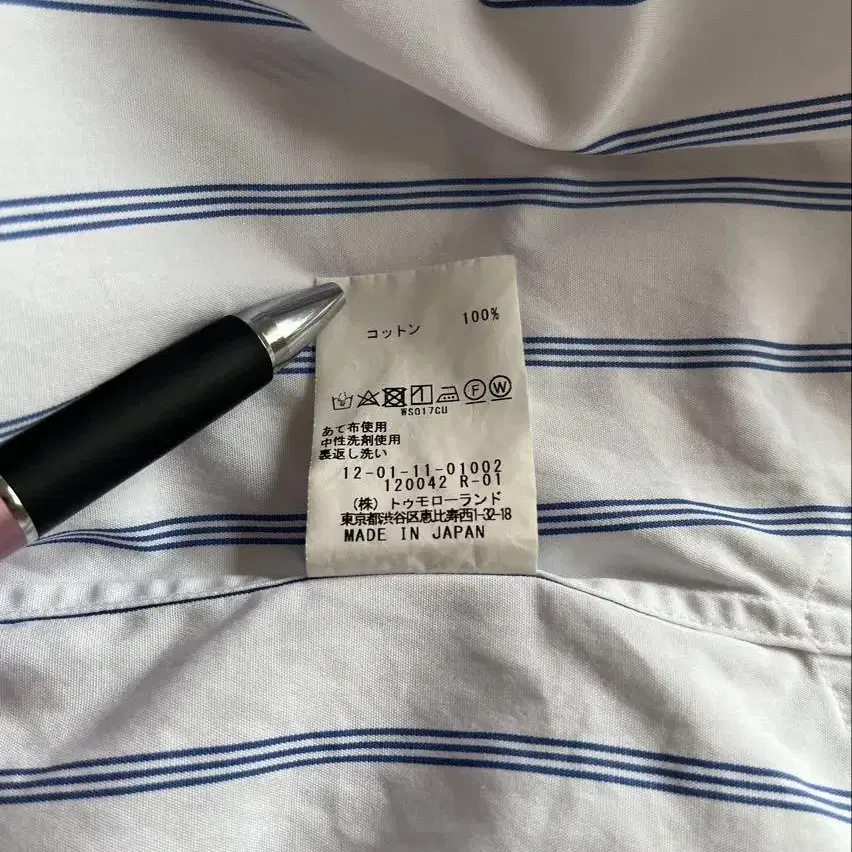 コットン 100%
F W
WS017CU
あて布使用
中性洗剤使用
裏返し洗い
12-01-11-01002
120042 R-01
(株) トゥモローランド
東京都渋谷区恵比寿西1-32-18
MADE IN JAPAN